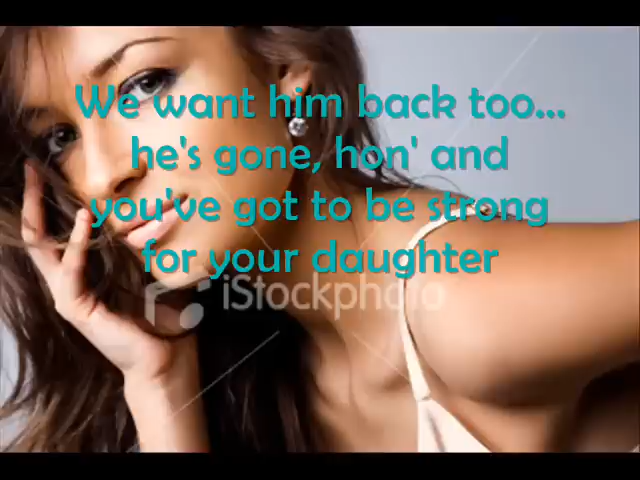 We want him back too...
he's gone, hon' and
you've got to be strong
for your daughter
iStockphoto